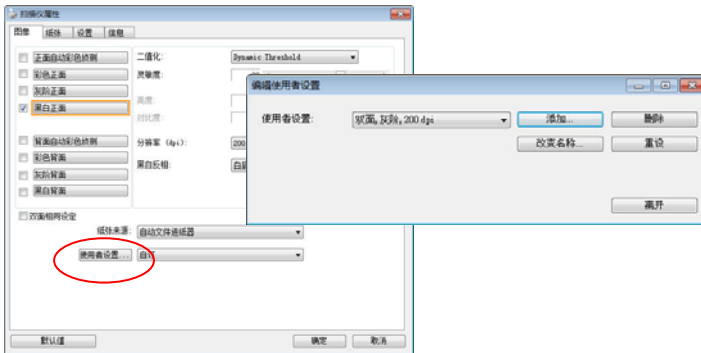 扫描仪属性
图像 纸张 设置 信息
正面自动彩色侦测
彩色正面
灰阶正面
黑白正面
背面自动彩色侦测
彩色背面
灰阶背面
黑白背面
二值化: Dynamic Threshold
灵敏度:
亮度:
对比度:
分辨率 (dpi): 200
黑白反相:
双面相同设定
纸张来源: 自动文件进纸器
使用者设置... 自订
默认值 确定 取消
编辑使用者设置
使用者设置: 双面,灰阶,200 dpi 添加... 删除
改变名称... 重设
离开